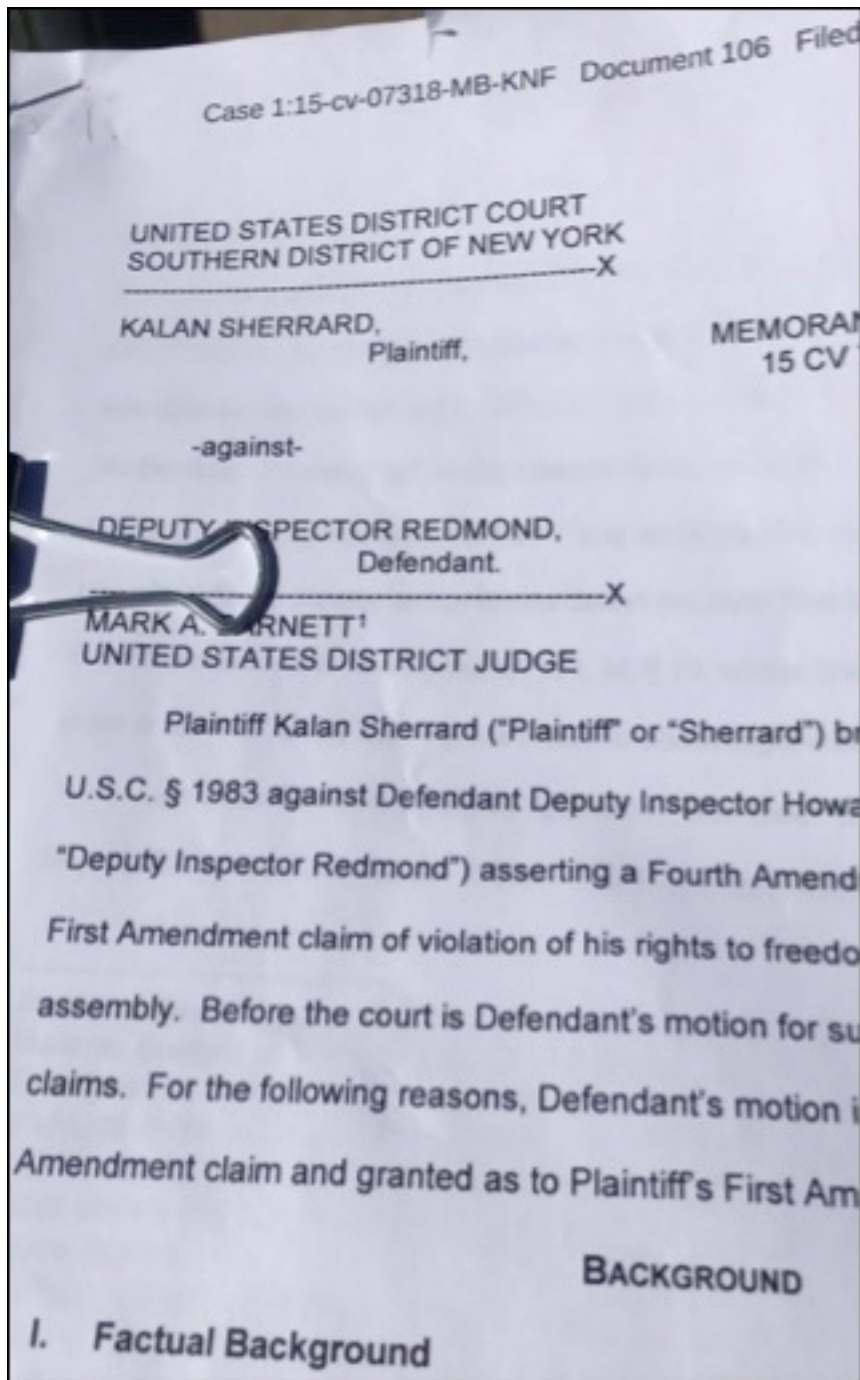 Case 1:15-cv-07318-MB-KNF Document 106 Filed
UNITED STATES DISTRICT COURT
SOUTHERN DISTRICT OF NEW YORK
--------------------------------------------------------X
KALAN SHERRARD,
Plaintiff,
MEMORAN
15 CV
-against-
DEPUTY INSPECTOR REDMOND,
Defendant.
--------------------------------------------------------X
MARK A. BARNETT¹
UNITED STATES DISTRICT JUDGE
Plaintiff Kalan Sherrard ("Plaintiff" or "Sherrard") br
U.S.C. § 1983 against Defendant Deputy Inspector Howa
"Deputy Inspector Redmond") asserting a Fourth Amend
First Amendment claim of violation of his rights to freedo
assembly. Before the court is Defendant's motion for su
claims. For the following reasons, Defendant's motion i
Amendment claim and granted as to Plaintiff's First Am
BACKGROUND
I. Factual Background